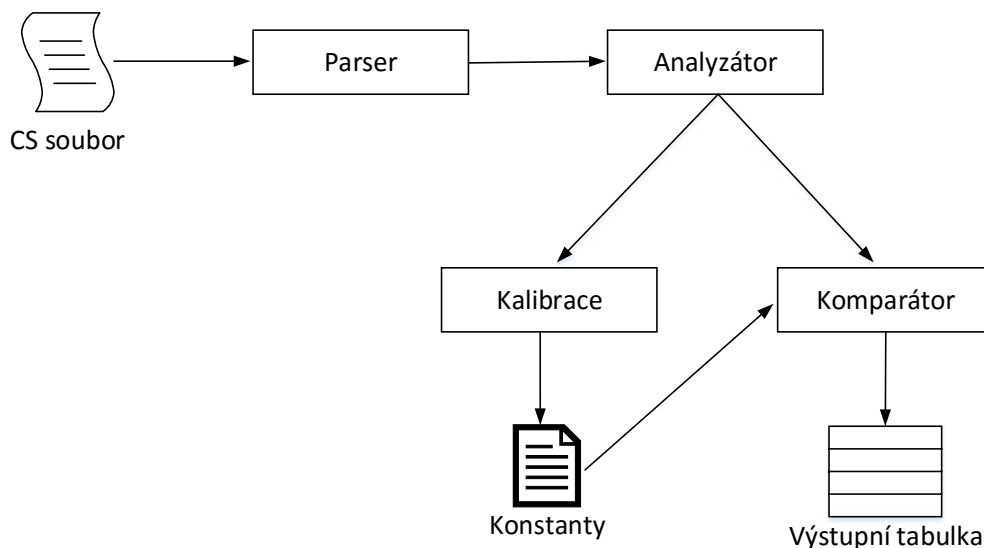 Parser
Analyzátor
CS soubor
Kalibrace
Komparátor
Konstanty
Výstupní tabulka